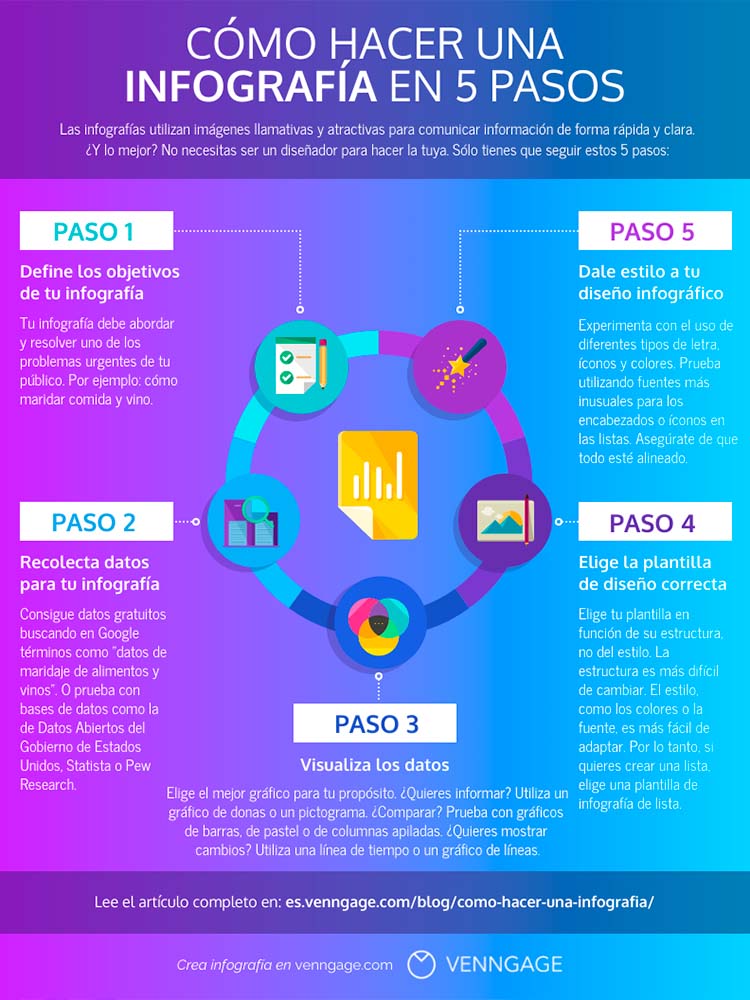 CÓMO HACER UNA
INFOGRAFÍA EN 5 PASOS
Las infografías utilizan imágenes llamativas y atractivas para comunicar información de forma rápida y clara.
¿Y lo mejor? No necesitas ser un diseñador para hacer la tuya. Sólo tienes que seguir estos 5 pasos:
PASO 1
Define los objetivos
de tu infografía
Tu infografía debe abordar
y resolver uno de los
problemas urgentes de tu
público. Por ejemplo: cómo
maridar comida y vino.
PASO 2
Recolecta datos
para tu infografía
Consigue datos gratuitos
buscando en Google
términos como "datos de
maridaje de alimentos y
vinos". O prueba con
bases de datos como la
de Datos Abiertos del
Gobierno de Estados
Unidos, Statista o Pew
Research.
PASO 3
Visualiza los datos
Elige el mejor gráfico para tu propósito. ¿Quieres informar? Utiliza un
gráfico de donas o un pictograma. ¿Comparar? Prueba con gráficos
de barras, de pastel o de columnas apiladas. ¿Quieres mostrar
cambios? Utiliza una línea de tiempo o un gráfico de líneas.
PASO 4
Elige la plantilla
de diseño correcta
Elige tu plantilla en
función de su estructura,
no del estilo. La
estructura es más difícil
de cambiar. El estilo,
como los colores o la
fuente, es más fácil de
adaptar. Por lo tanto, si
quieres crear una lista,
elige una plantilla de
infografía de lista.
PASO 5
Dale estilo a tu
diseño infográfico
Experimenta con el uso de
diferentes tipos de letra,
íconos y colores. Prueba
utilizando fuentes más
inusuales para los
encabezados o íconos en
las listas. Asegúrate de que
todo esté alineado.
Lee el artículo completo en: es.venngage.com/blog/como-hacer-una-infografia/
Crea infografía en venngage.com
VENNGAGE